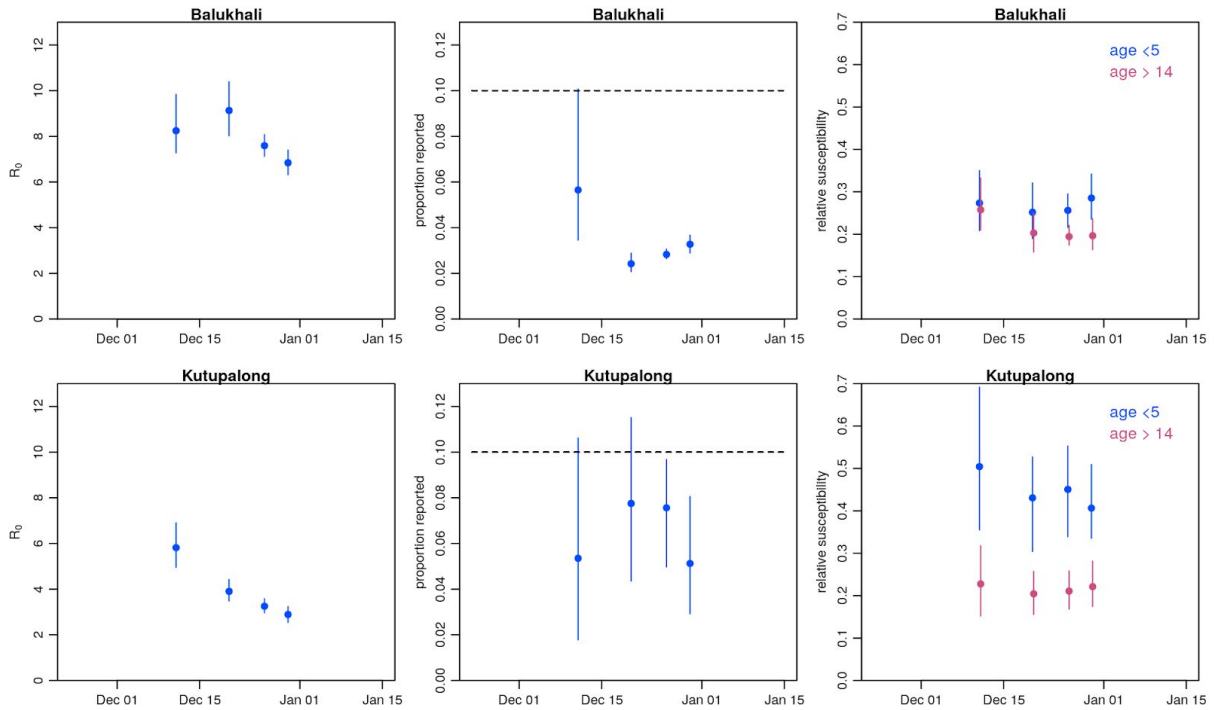 Balukhali
12
10
8
6
4
2
0
R0
Dec 01 Dec 15 Jan 01 Jan 15
Balukhali
0.12
0.10
0.08
0.06
0.04
0.02
0.00
proportion reported
Dec 01 Dec 15 Jan 01 Jan 15
Balukhali
0.7
0.6
0.5
0.4
0.3
0.2
0.1
0.0
relative susceptibility
age <5
age > 14
Dec 01 Dec 15 Jan 01 Jan 15
Kutupalong
12
10
8
6
4
2
0
R0
Dec 01 Dec 15 Jan 01 Jan 15
Kutupalong
0.12
0.10
0.08
0.06
0.04
0.02
0.00
proportion reported
Dec 01 Dec 15 Jan 01 Jan 15
Kutupalong
0.7
0.6
0.5
0.4
0.3
0.2
0.1
0.0
relative susceptibility
age <5
age > 14
Dec 01 Dec 15 Jan 01 Jan 15